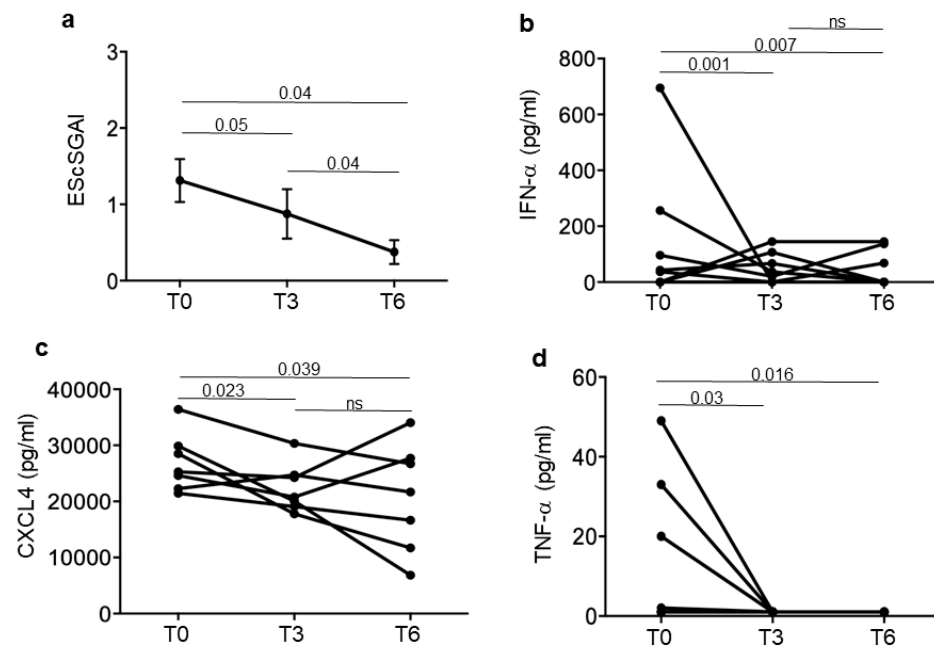 a
3
2
1
0
EScSGAI
0.04
0.05
0.04
T0 T3 T6
b
800
600
400
200
0
IFN-α (pg/ml)
ns
0.007
0.001
T0 T3 T6
c
40000
30000
20000
10000
0
CXCL4 (pg/ml)
0.039
0.023
ns
T0 T3 T6
d
60
40
20
0
TNF-α (pg/ml)
0.016
0.03
T0 T3 T6